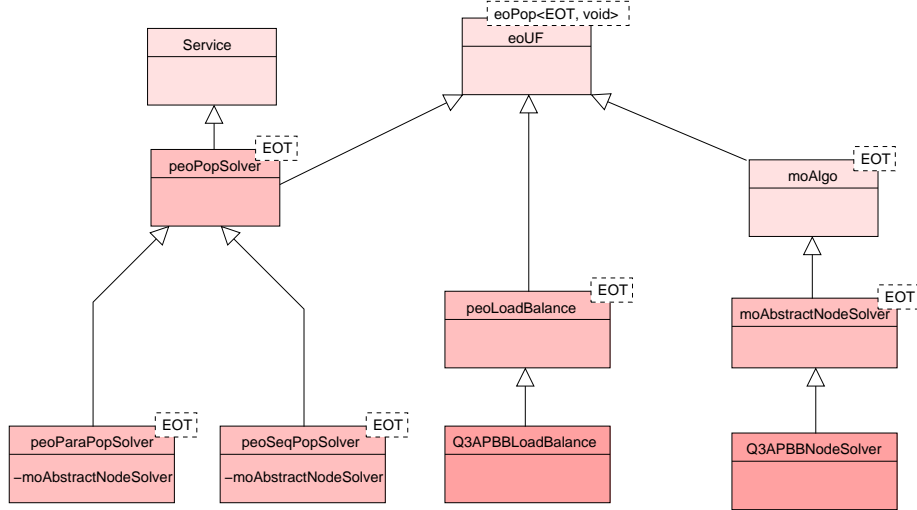 eoPop<EOT, void>
eoUF
Service
EOT
peoPopSolver
EOT
moAlgo
EOT
peoLoadBalance
EOT
moAbstractNodeSolver
EOT
peoParaPopSolver
−moAbstractNodeSolver
EOT
peoSeqPopSolver
−moAbstractNodeSolver
Q3APBBLoadBalance
Q3APBBNodeSolver